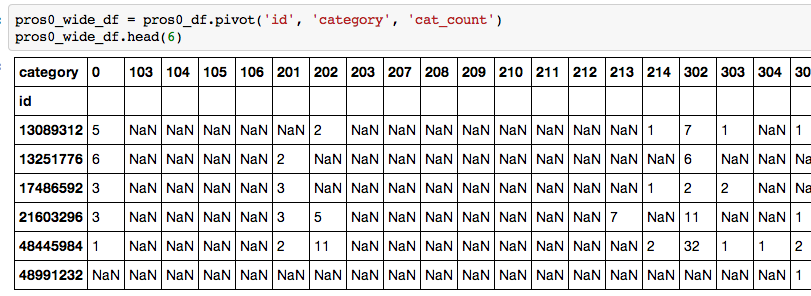 pros0_wide_df = pros0_df.pivot('id', 'category', 'cat_count')
pros0_wide_df.head(6)
category 0 103 104 105 106 201 202 203 207 208 209 210 211 212 213 214 302 303 304 30
id
13089312 5 NaN NaN NaN NaN NaN 2 NaN NaN NaN NaN NaN NaN NaN NaN 1 7 1 NaN 1
13251776 6 NaN NaN NaN NaN 2 NaN NaN NaN NaN NaN NaN NaN NaN NaN NaN 6 NaN NaN Na
17486592 3 NaN NaN NaN NaN 3 NaN NaN NaN NaN NaN NaN NaN NaN NaN 1 2 2 NaN Na
21603296 3 NaN NaN NaN NaN 3 5 NaN NaN NaN NaN NaN NaN NaN 7 NaN 11 NaN NaN 1
48445984 1 NaN NaN NaN NaN 2 11 NaN NaN NaN NaN NaN NaN NaN NaN 2 32 1 1 2
48991232 NaN NaN NaN NaN NaN NaN NaN NaN NaN NaN NaN NaN NaN NaN NaN NaN NaN NaN NaN 1